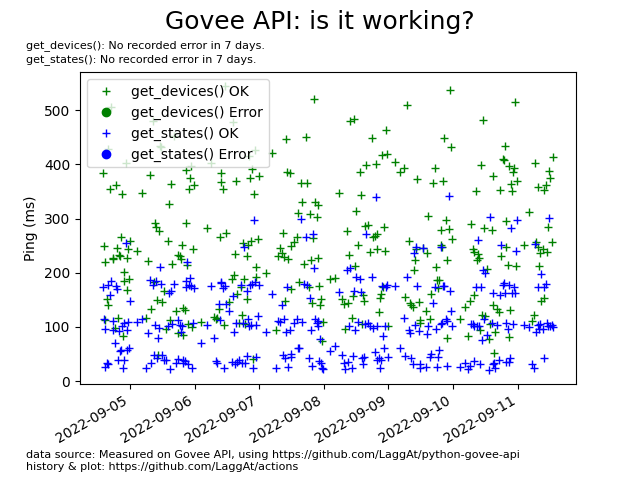 Govee API: is it working?
get_devices(): No recorded error in 7 days.
get_states(): No recorded error in 7 days.
get_devices() OK
get_devices() Error
get_states() OK
get_states() Error
500
400
300
200
100
0
Ping (ms)
2022-09-05
2022-09-06
2022-09-07
2022-09-08
2022-09-09
2022-09-10
2022-09-11
data source: Measured on Govee API, using https://github.com/LaggAt/python-govee-api
history & plot: https://github.com/LaggAt/actions